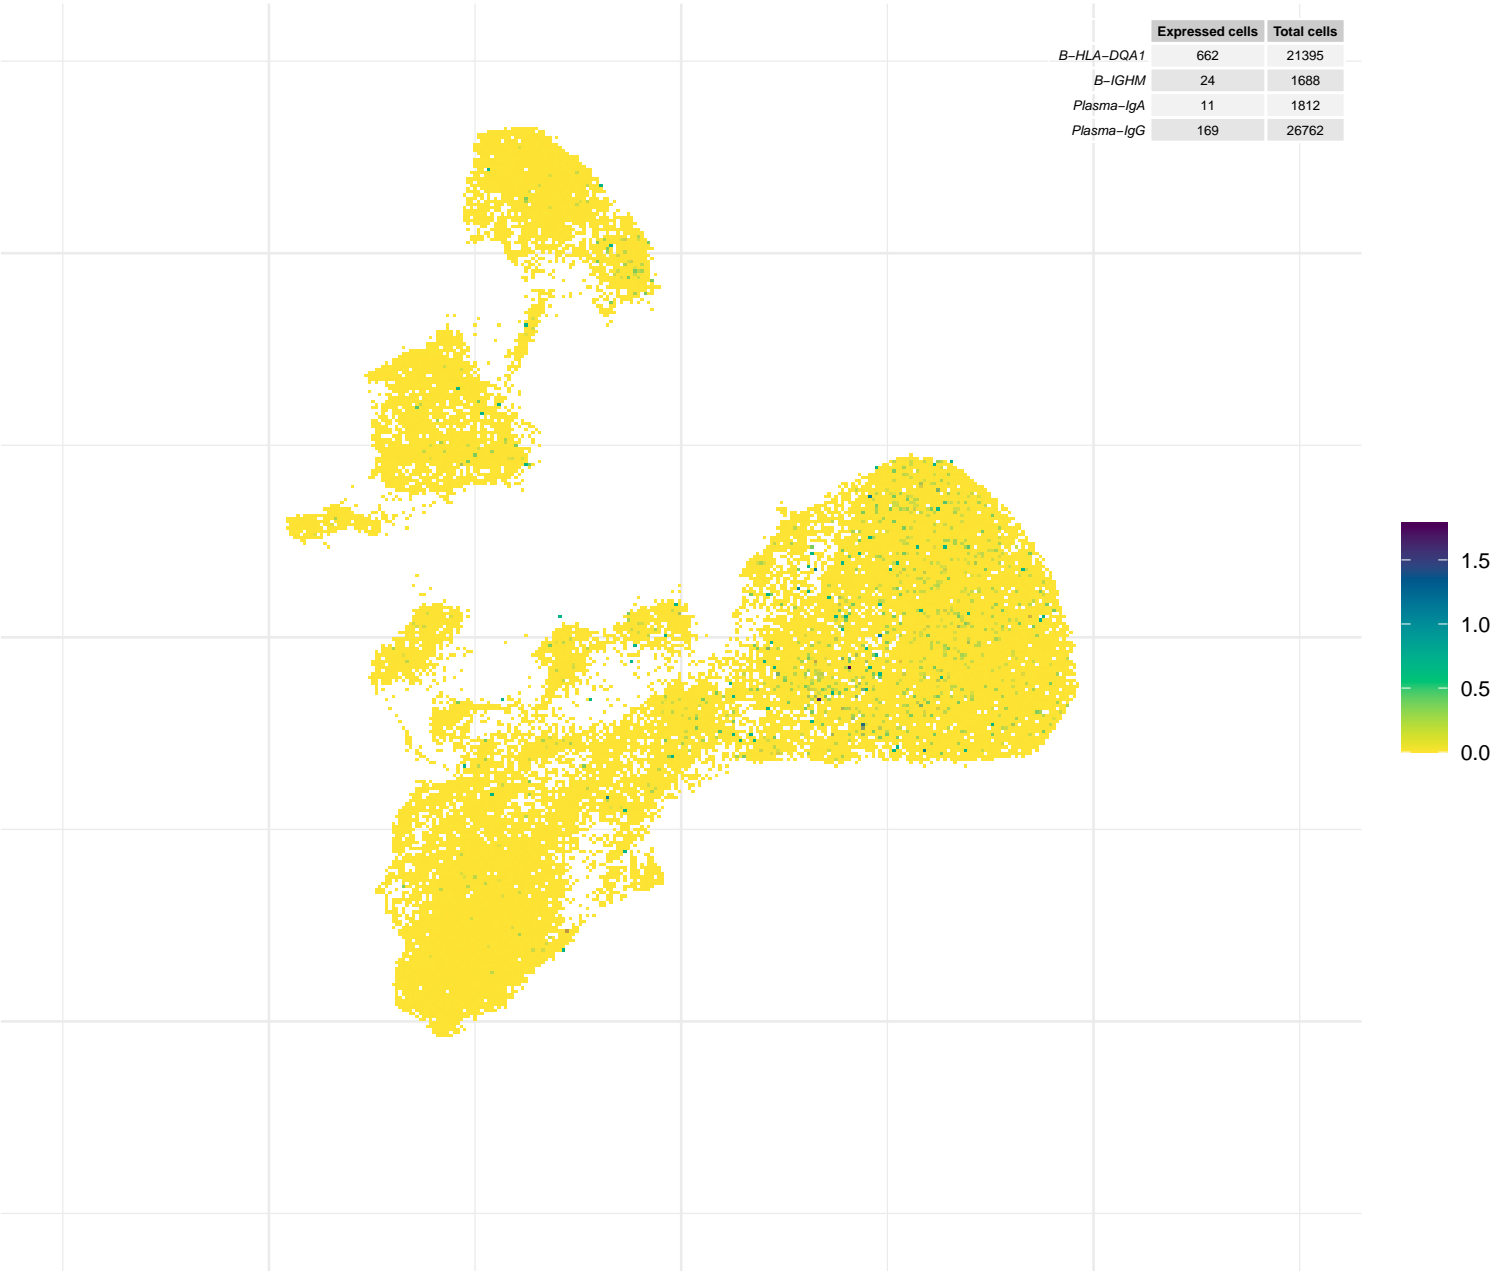 Expressed cells Total cells
B-HLA-DQA1 662 21395
B-IGHM 24 1688
Plasma-IgA 11 1812
Plasma-IgG 169 26762
1.5
1.0
0.5
0.0